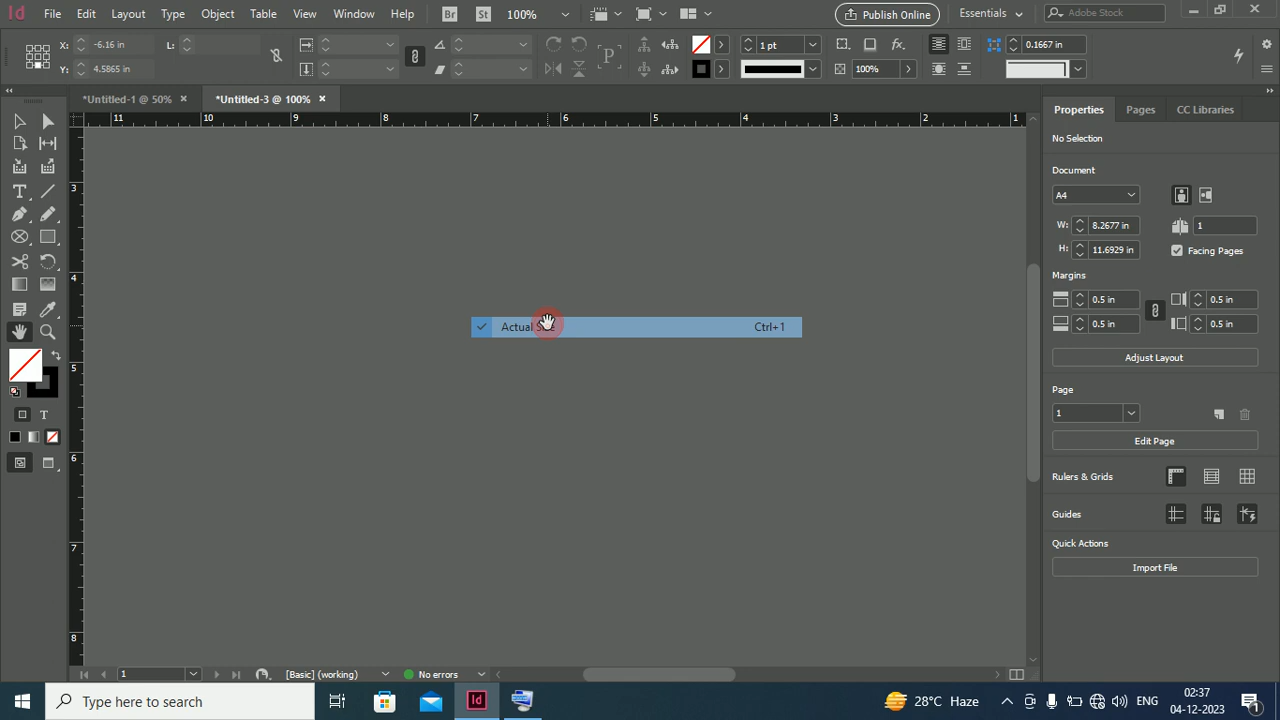 Id File Edit Layout Type Object Table View Window Help Br St 100% Publish Online Essentials Adobe Stock
X: -6.16 in L: 1 pt fx. 0.1667 in
Y: 4.5865 in P 100%
*Untitled-1 @ 50% *Untitled-3 @ 100%
Properties Pages CC Libraries
11 10 9 8 7 6 5 4 3 2 1
No Selection
Document
A4
W: 8.2677 in 1
H: 11.6929 in Facing Pages
Margins
0.5 in 0.5 in
0.5 in 0.5 in
Adjust Layout
Page
1
Edit Page
Rulers & Grids
Guides
Quick Actions
Import File
3
4
5
6
7
8
T
T
Actual Size Ctrl+1
1 [Basic] (working) No errors
Type here to search Id 28°C Haze ENG 02:37
04-12-2023 1